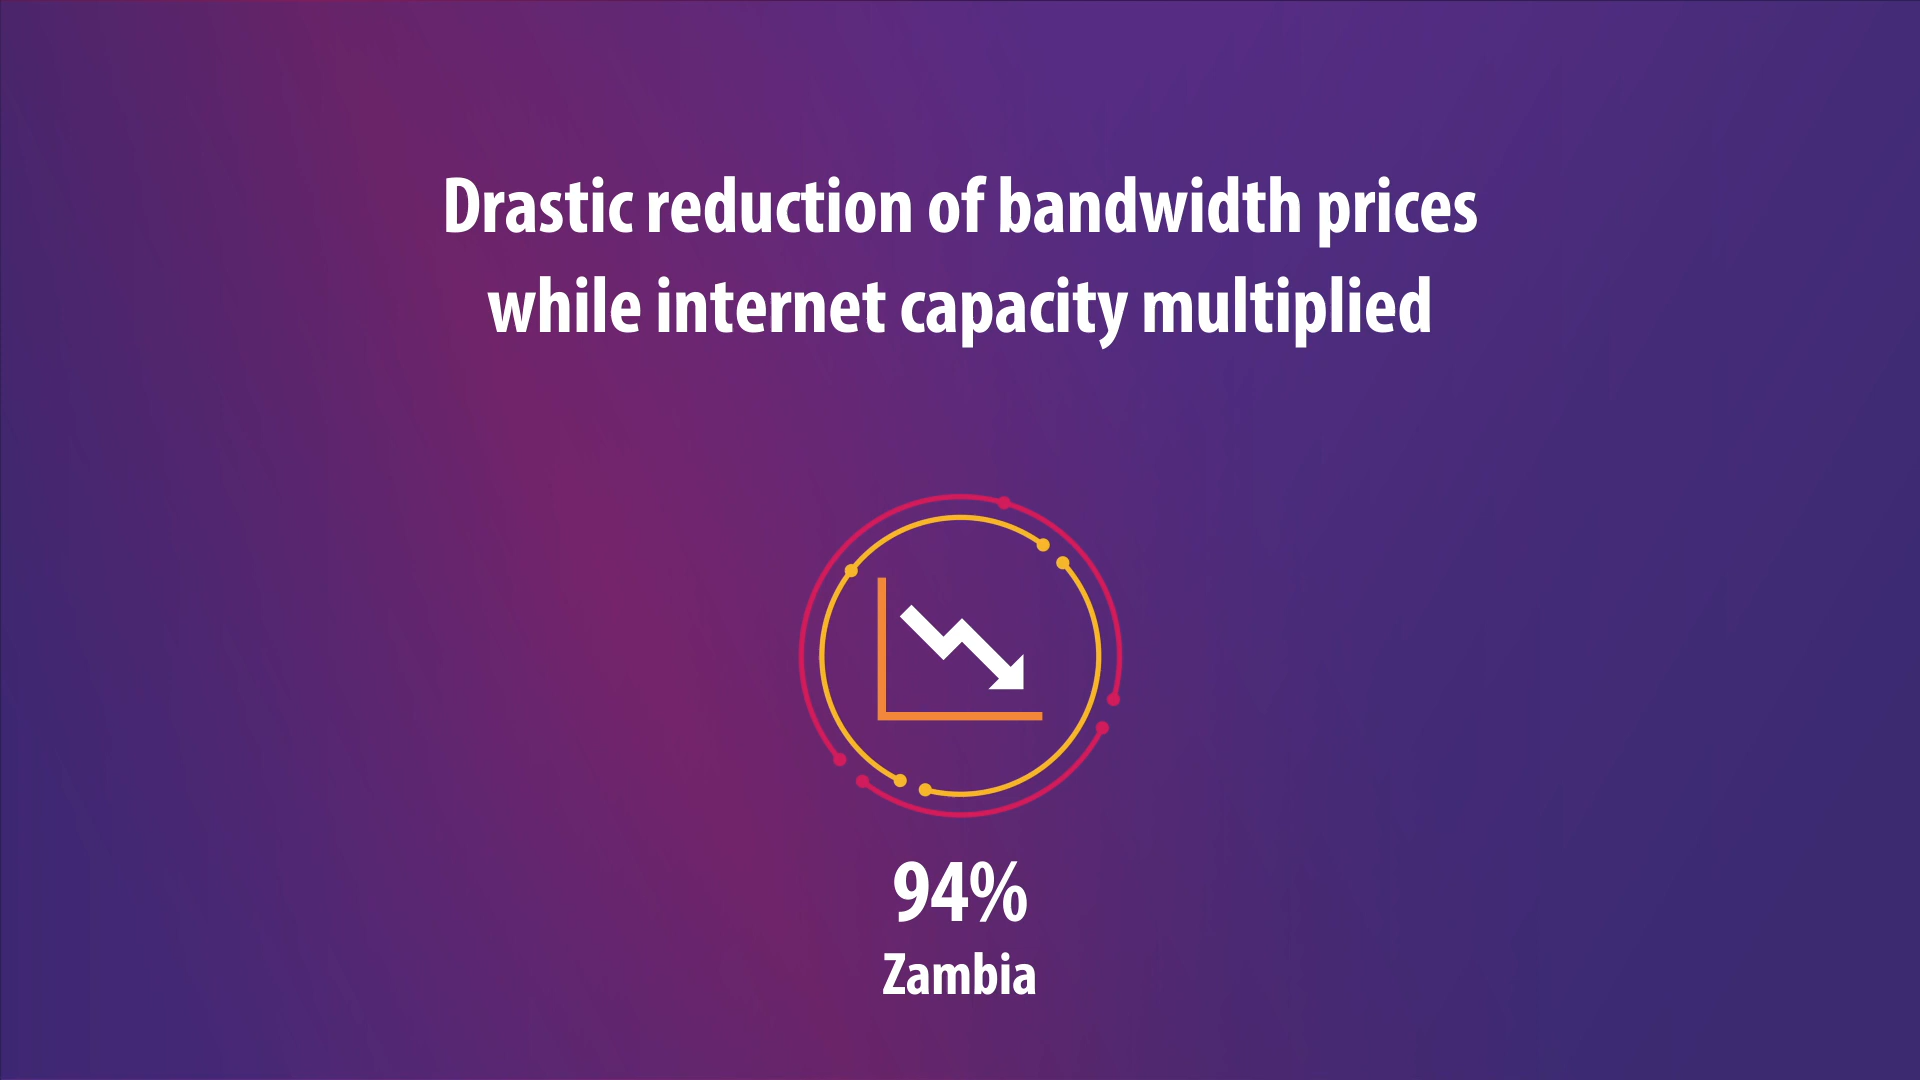 Drastic reduction of bandwidth prices
while internet capacity multiplied
94%
Zambia